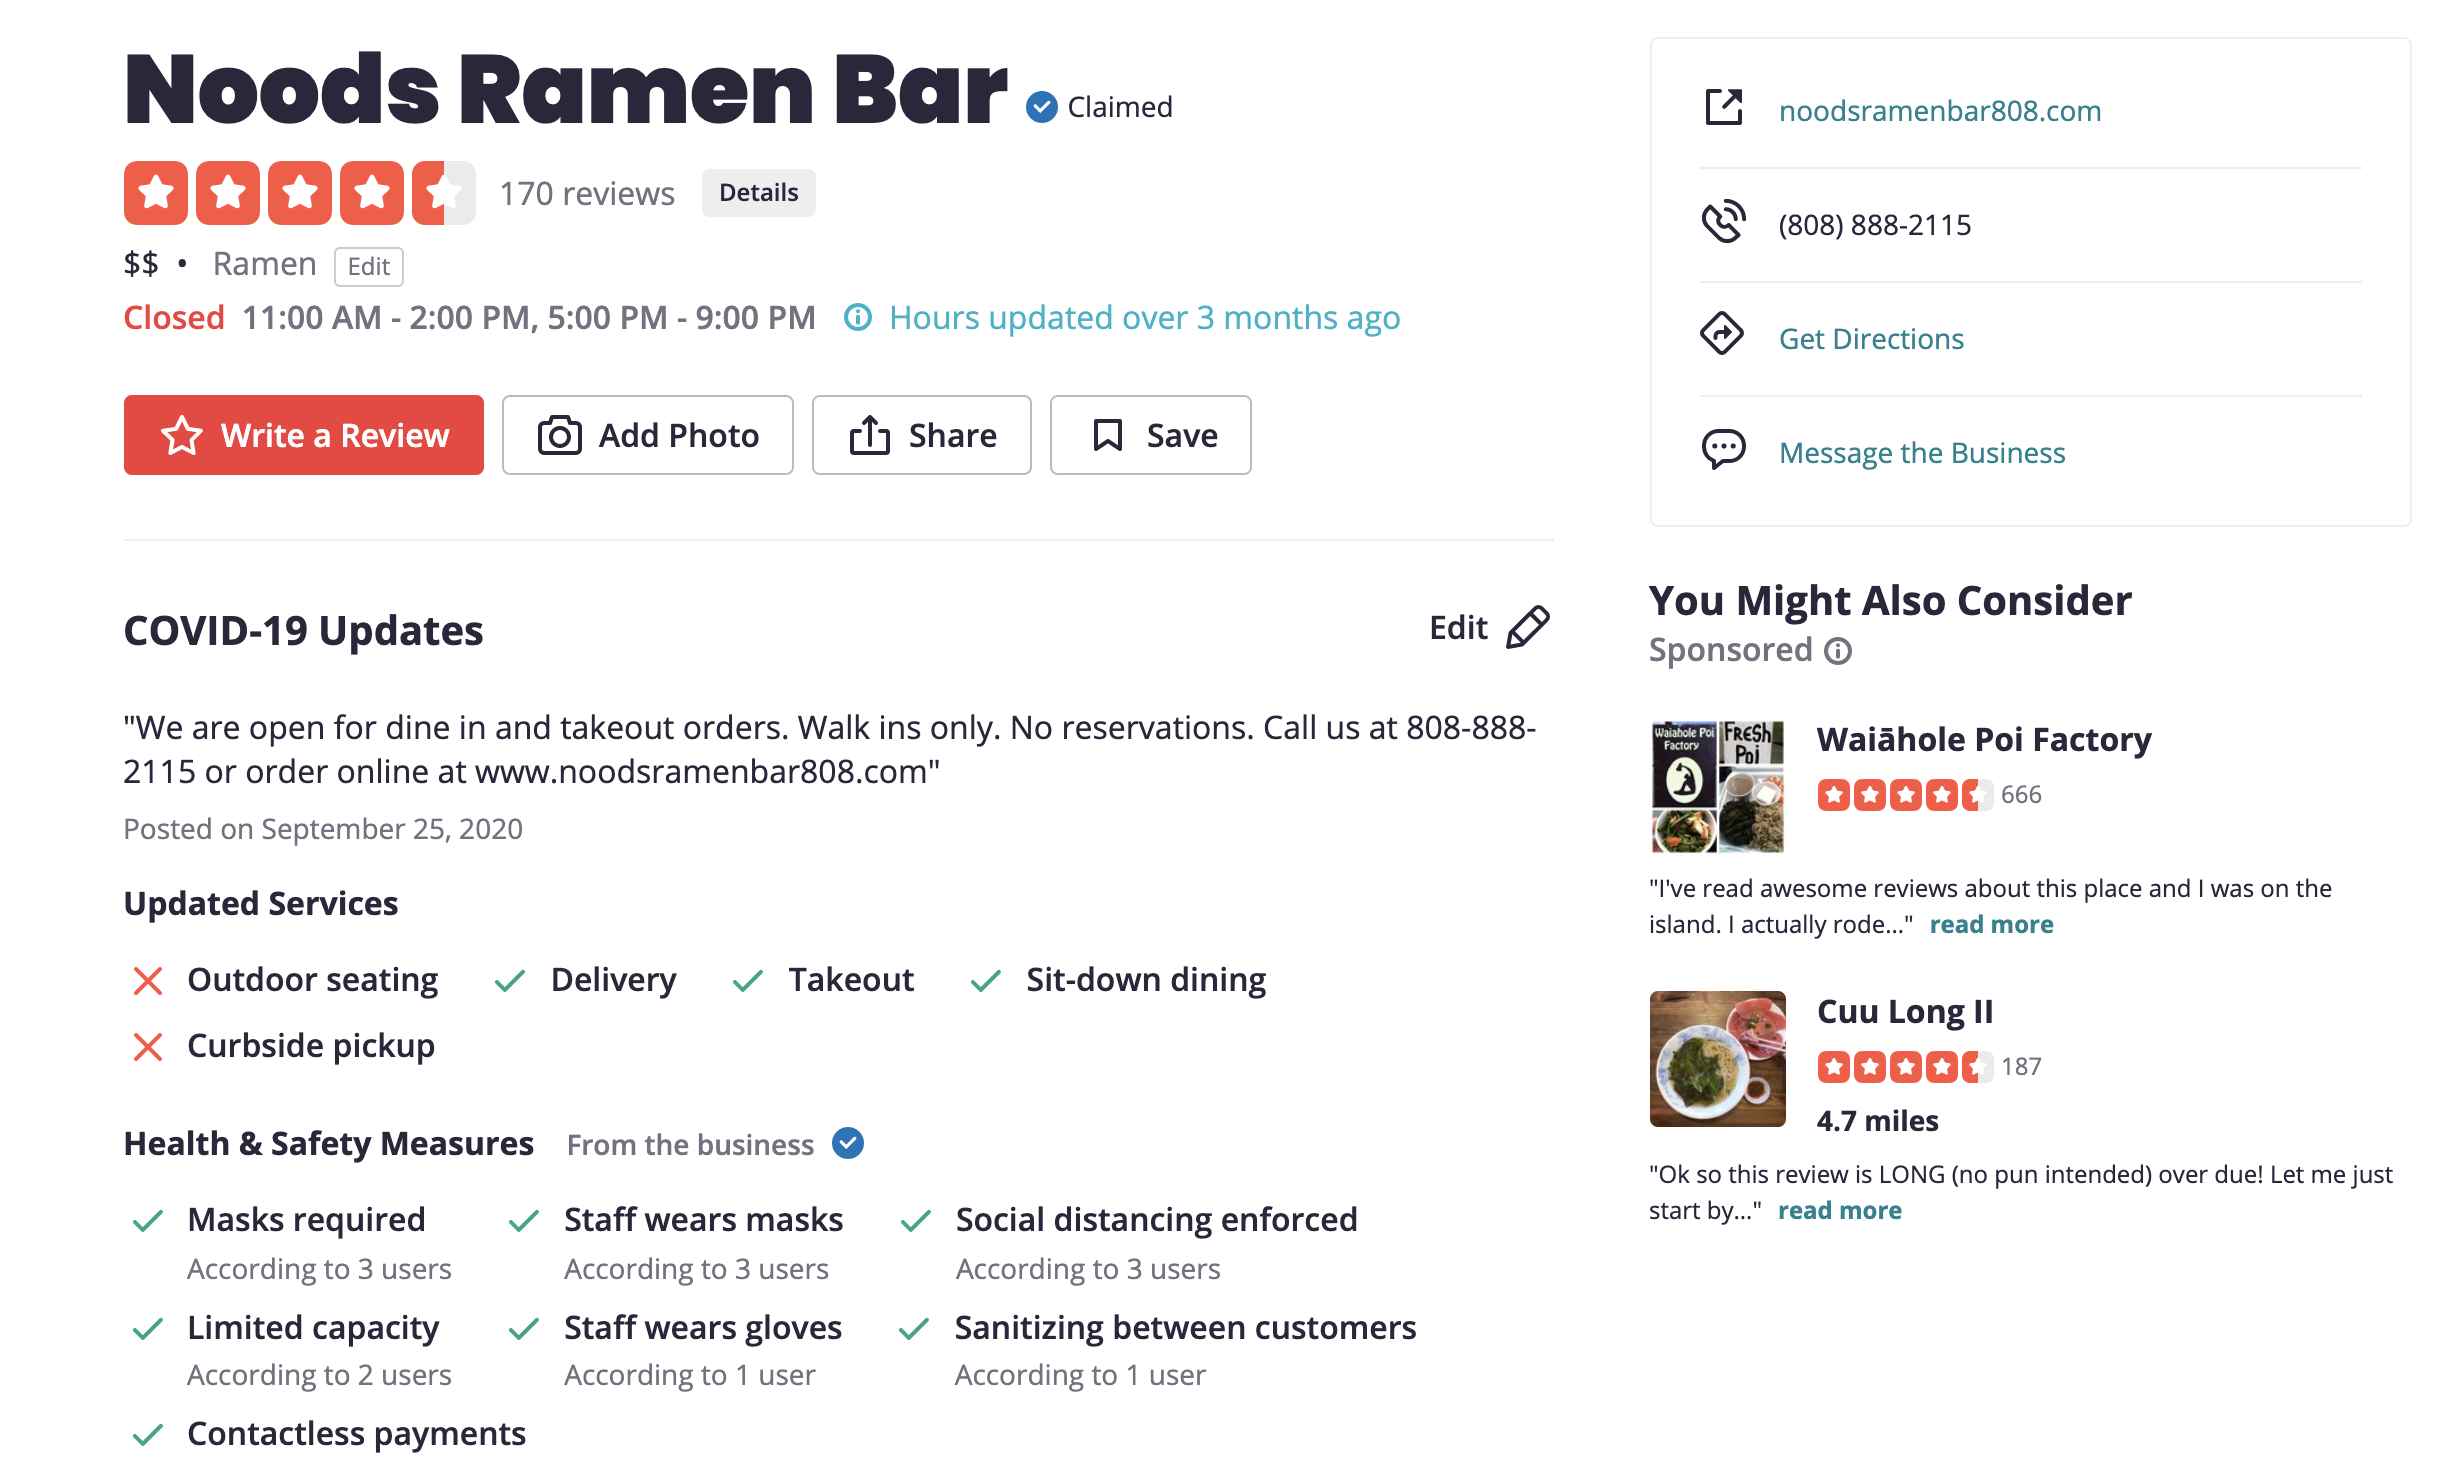 Noods Ramen Bar Claimed
170 reviews Details
$$ • Ramen Edit
Closed 11:00 AM - 2:00 PM, 5:00 PM - 9:00 PM Hours updated over 3 months ago
Write a Review Add Photo Share Save
COVID-19 Updates Edit
"We are open for dine in and takeout orders. Walk ins only. No reservations. Call us at 808-888-
2115 or order online at www.noodsramenbar808.com"
Posted on September 25, 2020
Updated Services
Outdoor seating Delivery Takeout Sit-down dining
Curbside pickup
Health & Safety Measures From the business
Masks required Staff wears masks Social distancing enforced
According to 3 users According to 3 users According to 3 users
Limited capacity Staff wears gloves Sanitizing between customers
According to 2 users According to 1 user According to 1 user
Contactless payments
noodsramenbar808.com
(808) 888-2115
Get Directions
Message the Business
You Might Also Consider
Sponsored
Waiahole Poi
Factory
FRESH
Poi
Waiāhole Poi Factory
666
"I've read awesome reviews about this place and I was on the
island. I actually rode..." read more
Cuu Long II
187
4.7 miles
"Ok so this review is LONG (no pun intended) over due! Let me just
start by..." read more